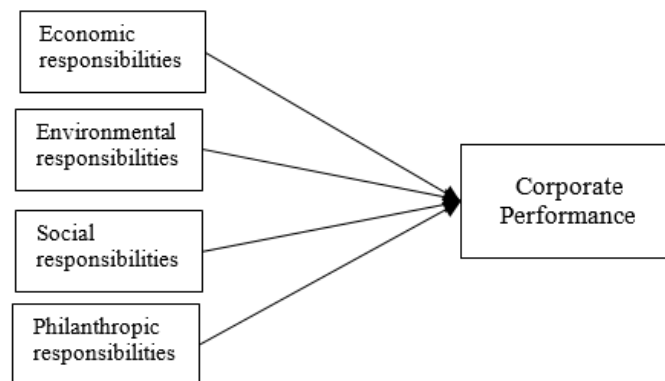 Economic
responsibilities
Environmental
responsibilities
Social
responsibilities
Philanthropic
responsibilities
Corporate
Performance